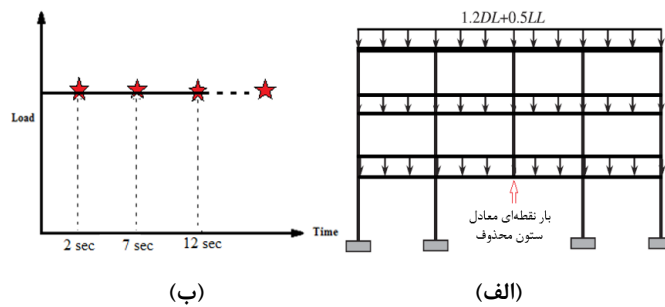 1.2DL+0.5LL
بار نقطه‌ای معادل
ستون محذوف
(الف)
Load
Time
2 sec
7 sec
12 sec
(ب)